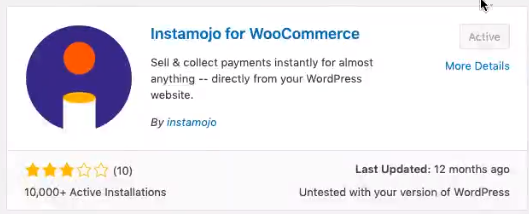 Instamojo for WooCommerce
Active
Sell & collect payments instantly for almost
anything -- directly from your WordPress
website.
More Details
By instamojo
(10)
Last Updated: 12 months ago
10,000+ Active Installations
Untested with your version of WordPress